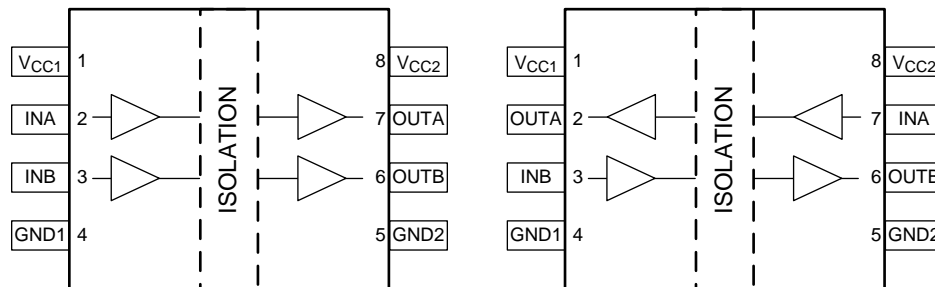 VCC1 1 8 VCC2
INA 2 7 OUTA
INB 3 6 OUTB
GND1 4 5 GND2
ISOLATION
VCC1 1 8 VCC2
OUTA 2 7 INA
INB 3 6 OUTB
GND1 4 5 GND2
ISOLATION